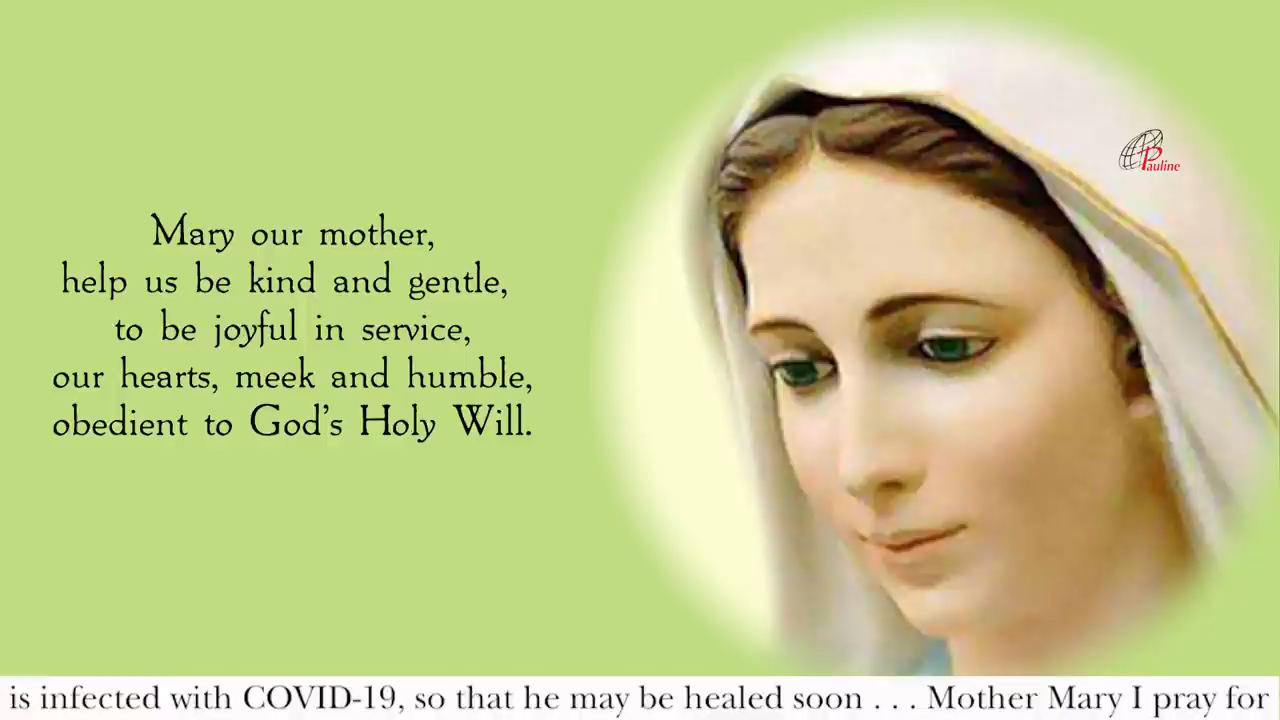 Mary our mother,
help us be kind and gentle,
to be joyful in service,
our hearts, meek and humble,
obedient to God's Holy Will.
Pauline
is infected with COVID-19, so that he may be healed soon . . . Mother Mary I pray for